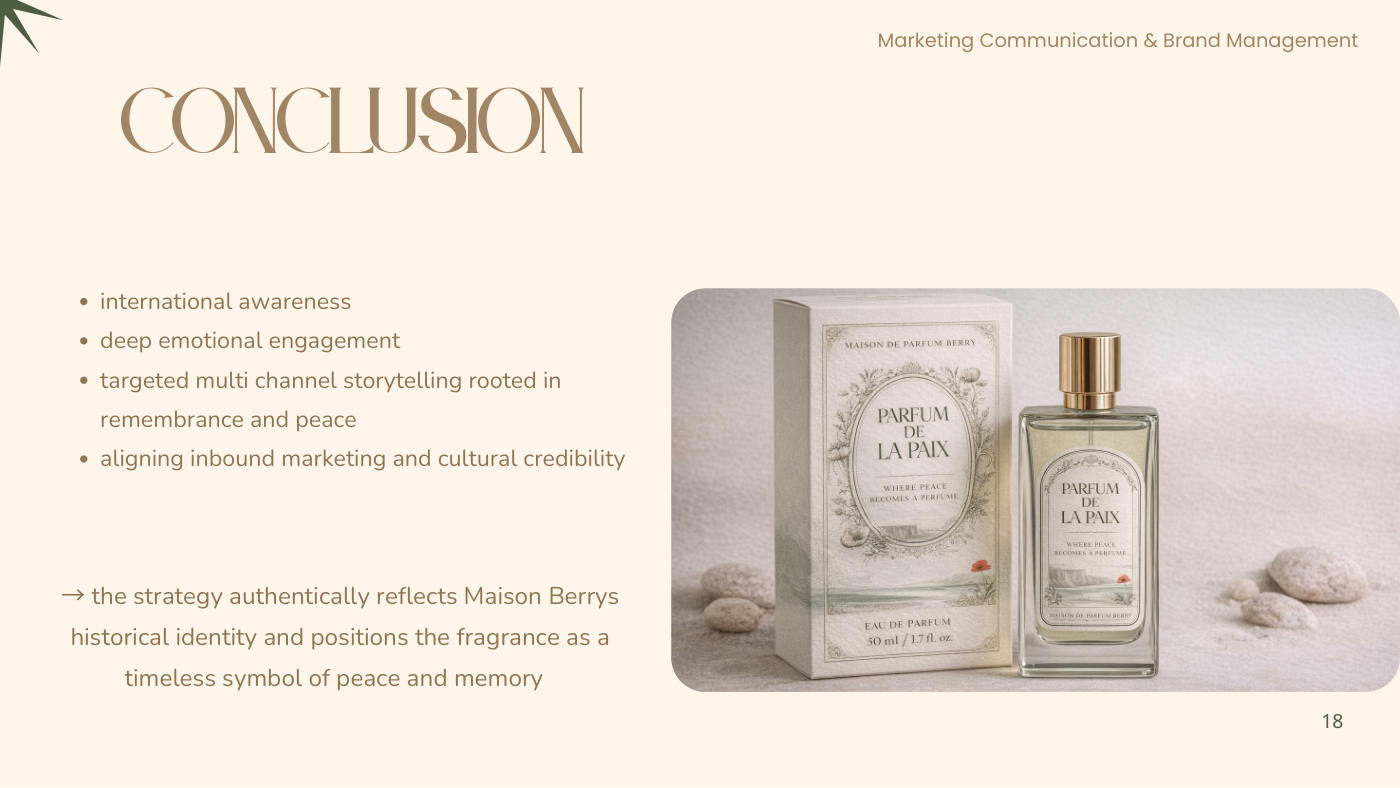 Marketing Communication & Brand Management
CONCLUSION
• international awareness
• deep emotional engagement
• targeted multi channel storytelling rooted in
remembrance and peace
• aligning inbound marketing and cultural credibility
→ the strategy authentically reflects Maison Berrys
historical identity and positions the fragrance as a
timeless symbol of peace and memory
MAISON DE PARFUM BERRY
PARFUM
DE
LA PAIX
WHERE PEACE
BECOMES A PERFUME
EAU DE PARFUM
50 ml / 1.7 fl. oz.
PARFUM
DE
LA PAIX
WHERE PEACE
BECOMES A PERFUME
MAISON DE PARFUM BERRY
18